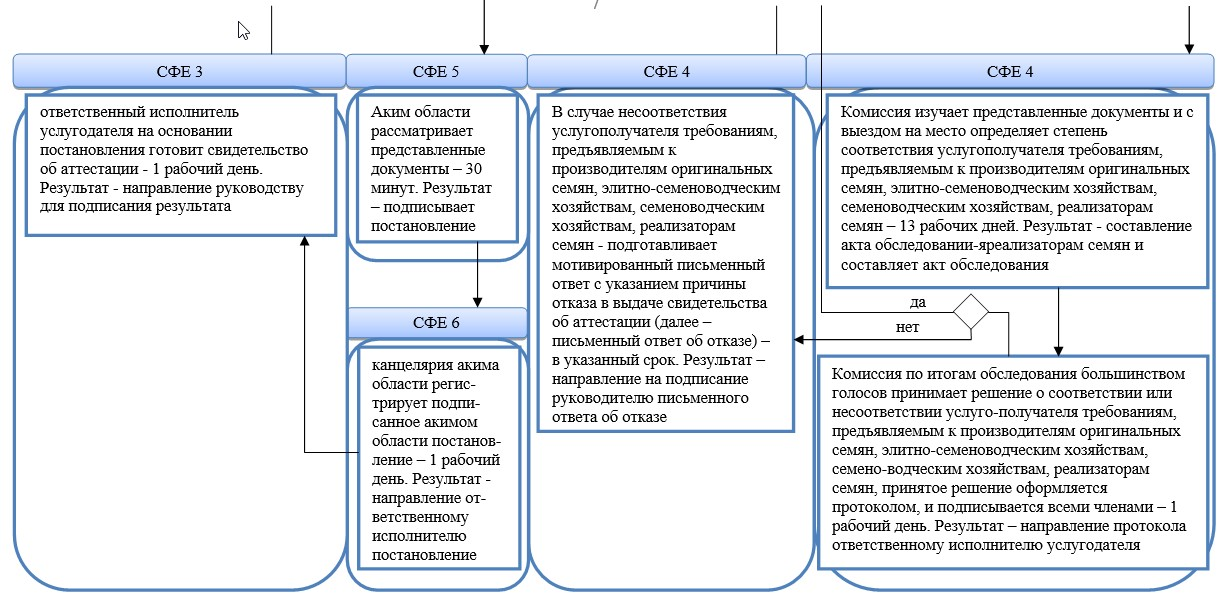 СФЕ 3
ответственный исполнитель
услугодателя на основании
постановления готовит свидетельство
об аттестации - 1 рабочий день.
Результат - направление руководству
для подписания результата
СФЕ 5
Аким области
рассматривает
представленные
документы – 30
минут. Результат
– подписывает
постановление
СФЕ 6
канцелярия акима
области регис-
трирует подпи-
санное акимом
области постанов-
ление – 1 рабочий
день. Результат -
направление от-
ветственному
исполнителю
постановление
СФЕ 4
В случае несоответствия
услугополучателя требованиям,
предъявляемым к
производителям оригинальных
семян, элитно-семеноводческим
хозяйствам, семеноводческим
хозяйствам, реализаторам
семян - подготавливает
мотивированный письменный
ответ с указанием причины
отказа в выдаче свидетельства
об аттестации (далее –
письменный ответ об отказе) –
в указанный срок. Результат –
направление на подписание
руководителю письменного
ответа об отказе
СФЕ 4
Комиссия изучает представленные документы и с
выездом на место определяет степень
соответствия услугополучателя требованиям,
предъявляемым к производителям оригинальных
семян, элитно-семеноводческим хозяйствам,
семеноводческим хозяйствам, реализаторам
семян – 13 рабочих дней. Результат - составление
акта обследовании-яреализаторам семян и
составляет акт обследования
да
нет
Комиссия по итогам обследования большинством
голосов принимает решение о соответствии или
несоответствии услуго-получателя требованиям,
предъявляемым к производителям оригинальных
семян, элитно-семеноводческим хозяйствам,
семено-водческим хозяйствам, реализаторам
семян, принятое решение оформляется
протоколом, и подписывается всеми членами – 1
рабочий день. Результат – направление протокола
ответственному исполнителю услугодателя